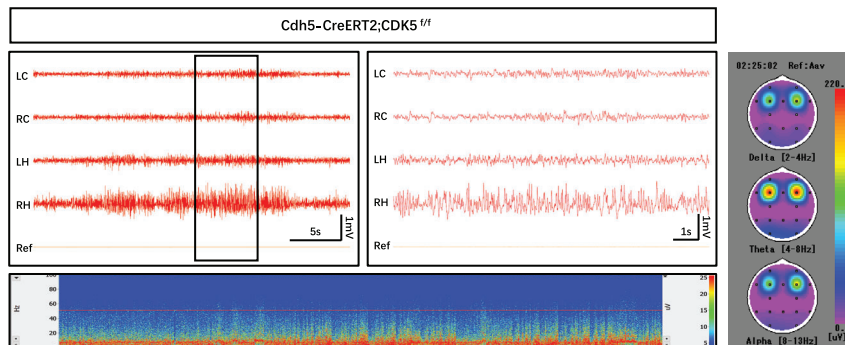 Cdh5-CreERT2;CDK5 f/f
LC
RC
LH
RH
Ref
5s
1mV
LC
RC
LH
RH
Ref
1s
1mV
02:25:02 Ref:Aav
220.
Delta [2-4Hz]
Theta [4-8Hz]
Alpha [8-13Hz]
0.
[uV]
Hz
100
80
60
40
20
25
20
15
10
5
uV